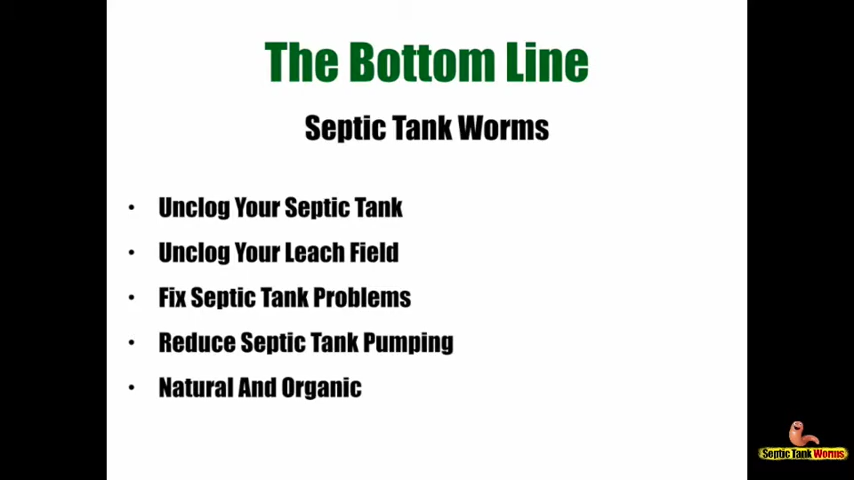 The Bottom Line
Septic Tank Worms
• Unclog Your Septic Tank
• Unclog Your Leach Field
• Fix Septic Tank Problems
• Reduce Septic Tank Pumping
• Natural And Organic
Septic Tank Worms